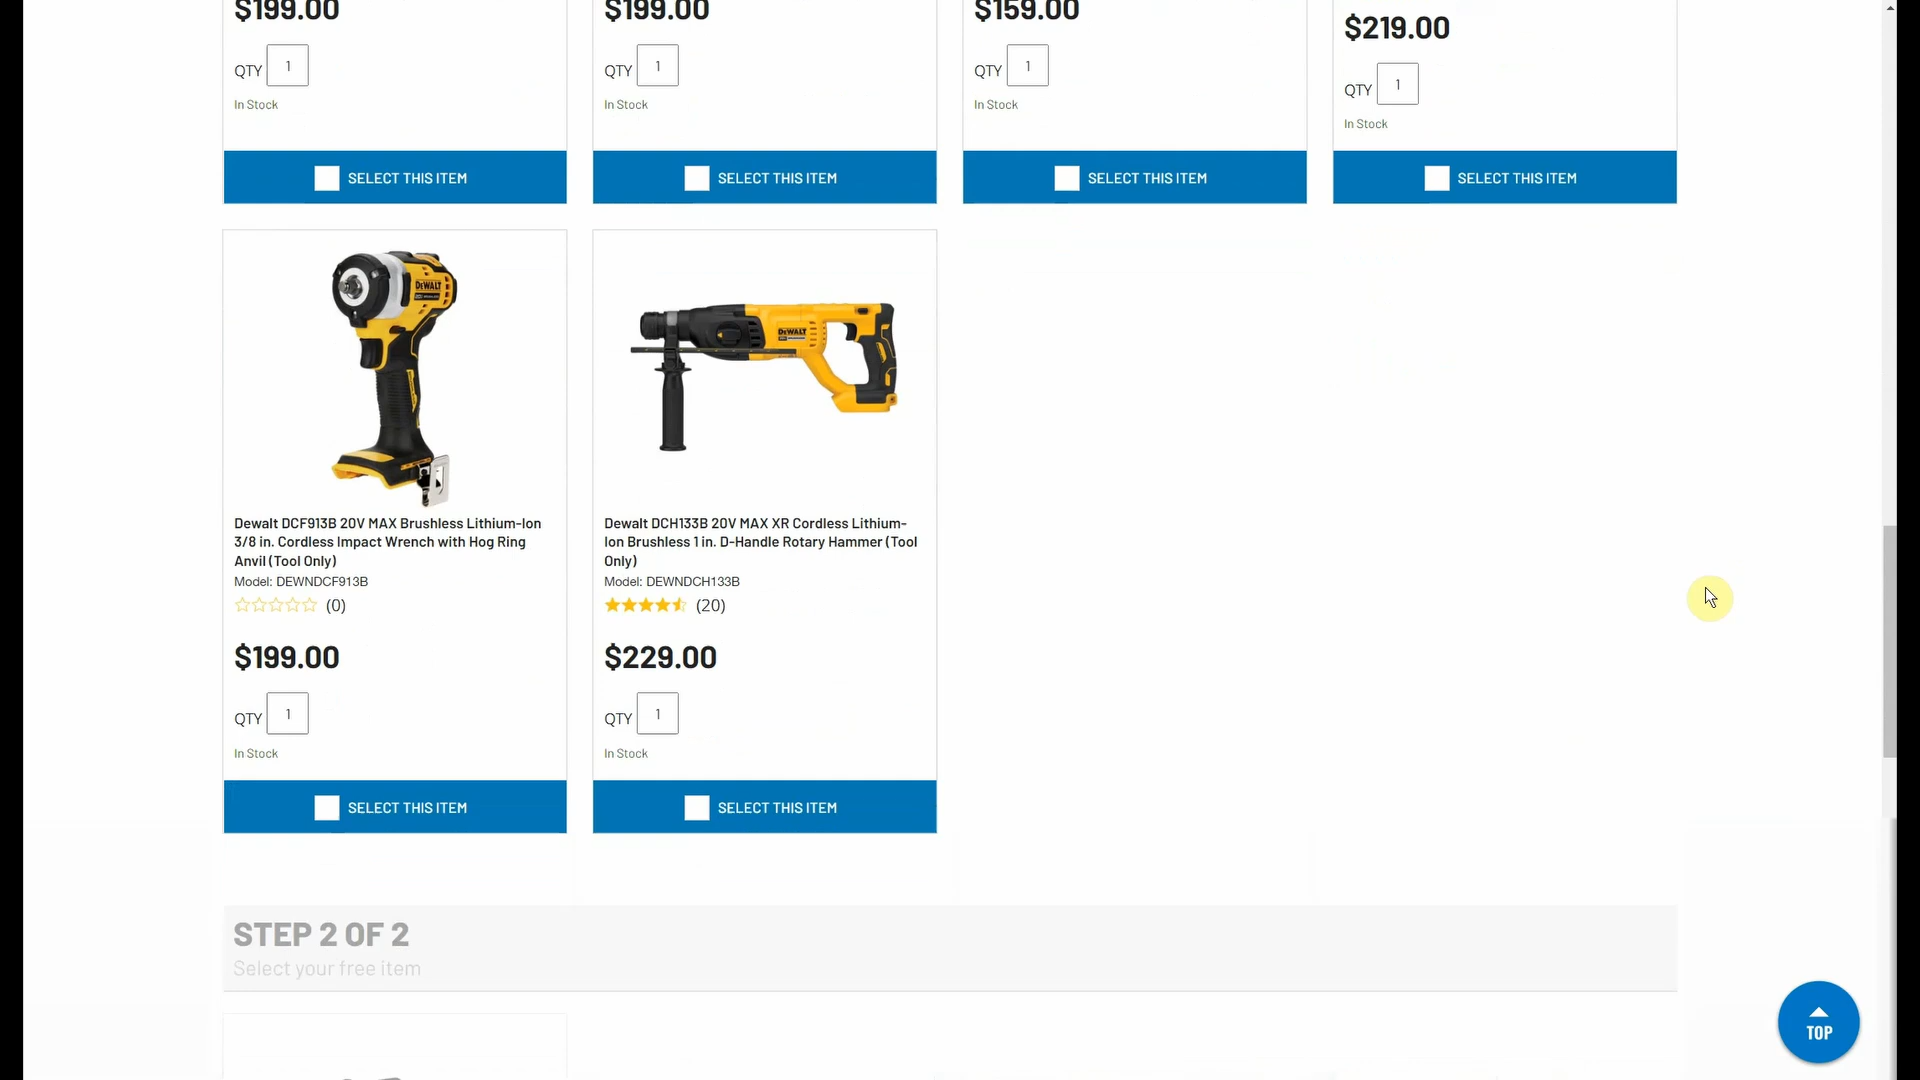 $199.00
$199.00
$159.00
$219.00
QTY 1
QTY 1
QTY 1
QTY 1
In Stock
In Stock
In Stock
In Stock
SELECT THIS ITEM
SELECT THIS ITEM
SELECT THIS ITEM
SELECT THIS ITEM
DEWALT
DEWALT
Dewalt DCF913B 20V MAX Brushless Lithium-Ion
3/8 in. Cordless Impact Wrench with Hog Ring
Anvil (Tool Only)
Model: DEWNDCF913B
(0)
$199.00
QTY 1
In Stock
SELECT THIS ITEM
Dewalt DCH133B 20V MAX XR Cordless Lithium-
Ion Brushless 1 in. D-Handle Rotary Hammer (Tool
Only)
Model: DEWNDCH133B
(20)
$229.00
QTY 1
In Stock
SELECT THIS ITEM
STEP 2 OF 2
Select your free item
TOP